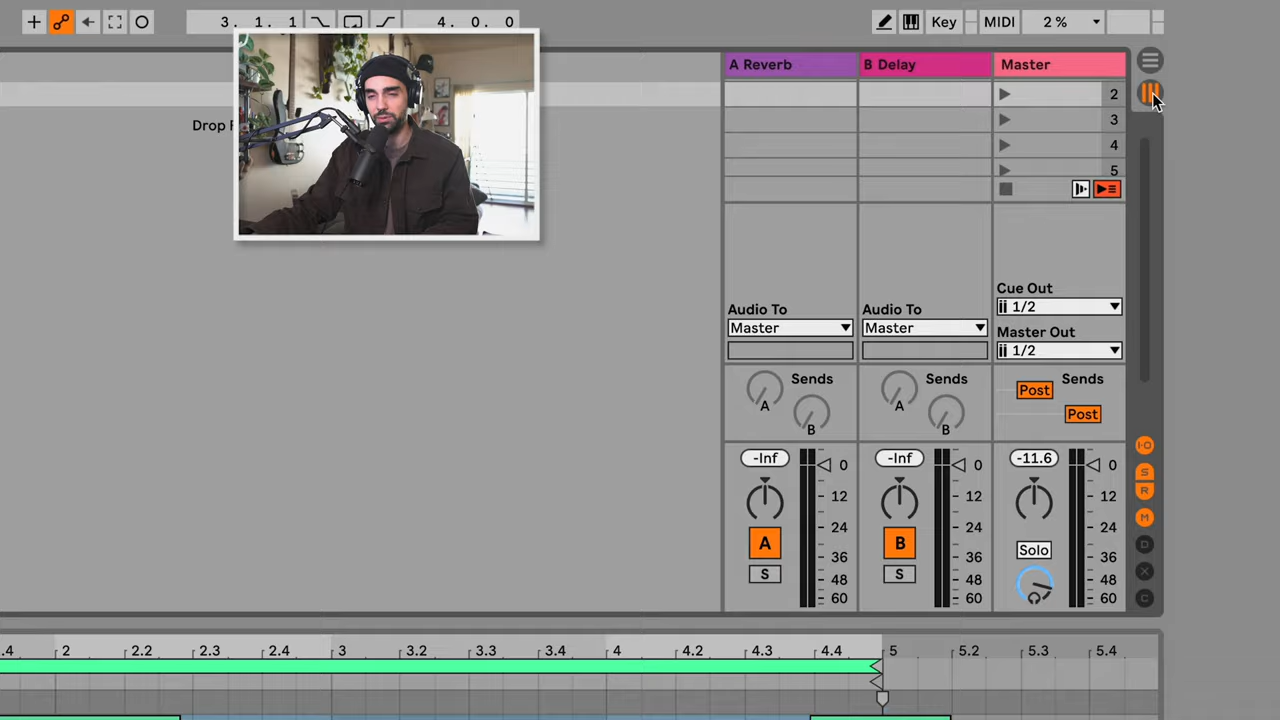 3. 1. 1
4. 0. 0
Key
MIDI
2 %
A Reverb
B Delay
Master
2
Drop
3
4
5
Cue Out
1/2
Audio To
Audio To
Master
Master
Master Out
1/2
Sends
Sends
Sends
Post
A
A
Post
B
B
-Inf
-Inf
-11.6
0
0
0
12
12
12
24
24
24
A
B
Solo
36
36
36
S
S
48
48
48
60
60
60
I·O
S
R
M
D
X
C
.4
2
2.2
2.3
2.4
3
3.2
3.3
3.4
4
4.2
4.3
4.4
5
5.2
5.3
5.4